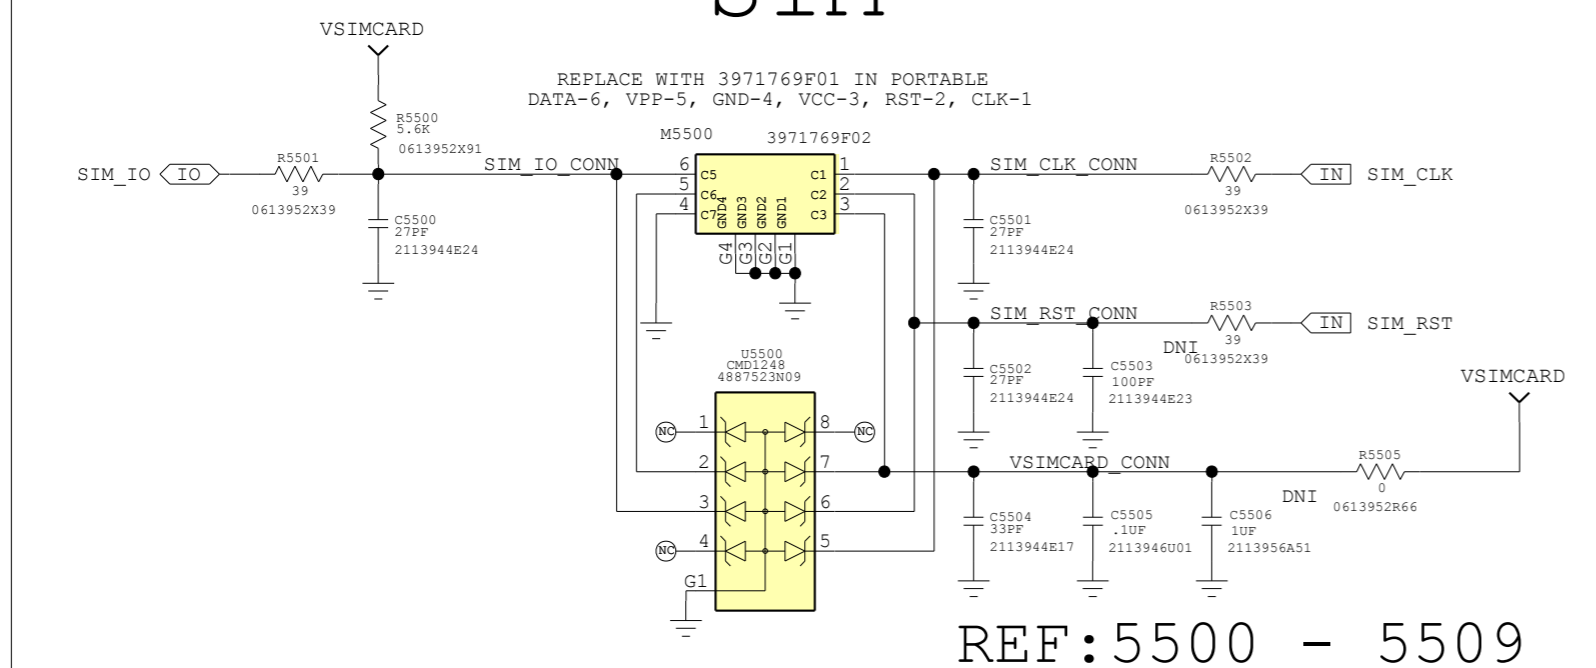 SIM
VSIMCARD
REPLACE WITH 3971769F01 IN PORTABLE
DATA-6, VPP-5, GND-4, VCC-3, RST-2, CLK-1
R5500
5.6K
0613952X91
M5500
3971769F02
SIM_IO
IO
R5501
39
0613952X39
SIM_IO_CONN
6
5
4
C5
C6
C7
GND4
GND3
GND2
GND1
C1
C2
C3
1
2
3
G4
G3
G2
G1
SIM_CLK_CONN
R5502
39
0613952X39
IN
SIM_CLK
C5500
27PF
2113944E24
C5501
27PF
2113944E24
SIM_RST_CONN
R5503
39
0613952X39
IN
SIM_RST
DNI
C5502
27PF
2113944E24
C5503
100PF
2113944E23
VSIMCARD
U5500
CMD1248
4887523N09
NC
1
8
NC
2
7
3
6
NC
4
5
G1
VSIMCARD_CONN
R5505
0
0613952R66
DNI
C5504
33PF
2113944E17
C5505
.1UF
2113946U01
C5506
1UF
2113956A51
REF:5500 - 5509